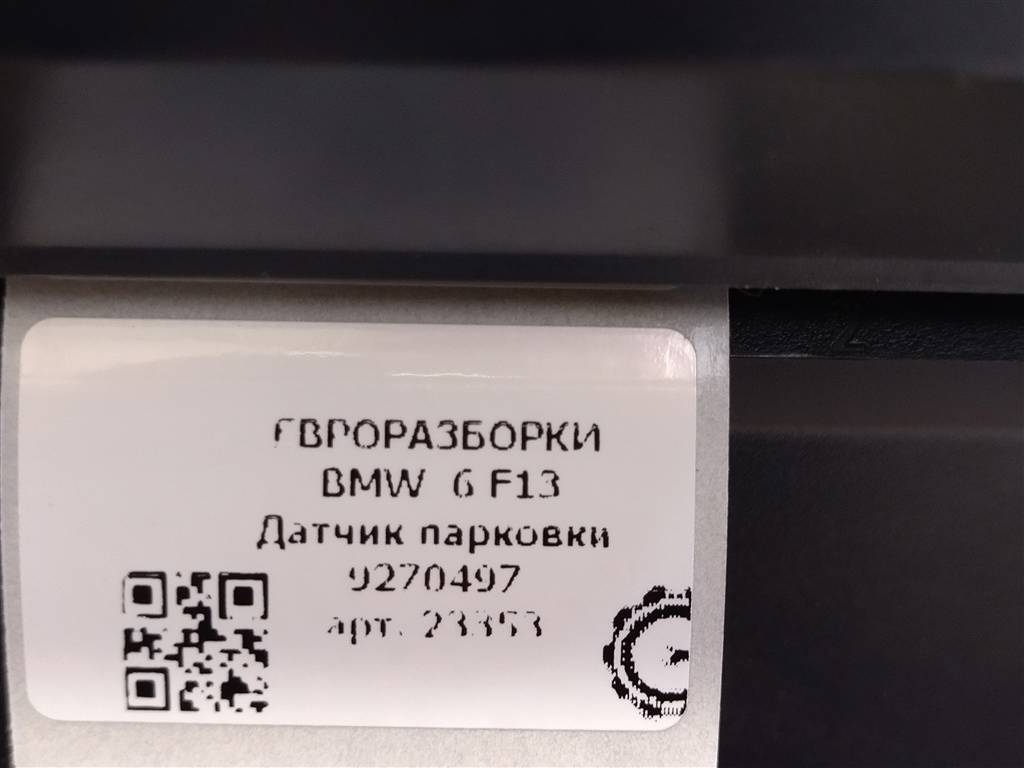 ЕВРОРАЗБОРКИ
BMW 6 F13
Датчик парковки
9270497
арт. 23353